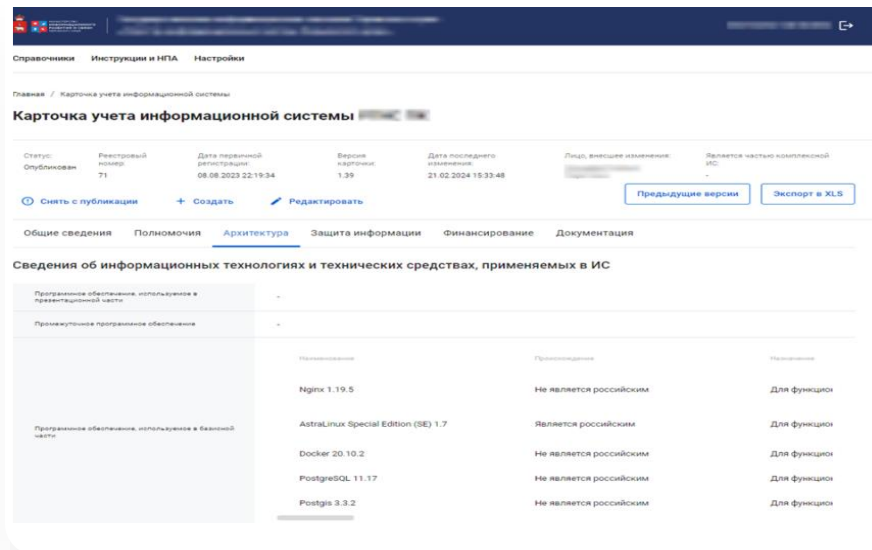 Справочники Инструкции и НПА Настройки
Главная / Карточка учета информационной системы
Карточка учета информационной системы
Статус: Реестровый Дата первичной Версия Дата последнего Лицо, внесшее изменения: Является частью комплексной
номер регистрации: карточки: изменения: ИС:
Опубликован 71 08.08.2023 22:19:34 1.39 21.02.2024 15:33:48 -
Снять с публикации + Создать Редактировать Предыдущие версии Экспорт в XLS
Общие сведения Полномочия Архитектура Защита информации Финансирование Документация
Сведения об информационных технологиях и технических средствах, применяемых в ИС
Программное обеспечение, используемое в
презентационной части -
Промежуточное программное обеспечение -
Наименование Происхождение Назначение
Nginx 1.19.5 Не является российским Для функцион
AstraLinux Special Edition (SE) 1.7 Является российским Для функцион
Программное обеспечение, используемое в базисной
части
Docker 20.10.2 Не является российским Для функцион
PostgreSQL 11.17 Не является российским Для функцион
Postgis 3.3.2 Не является российским Для функцион